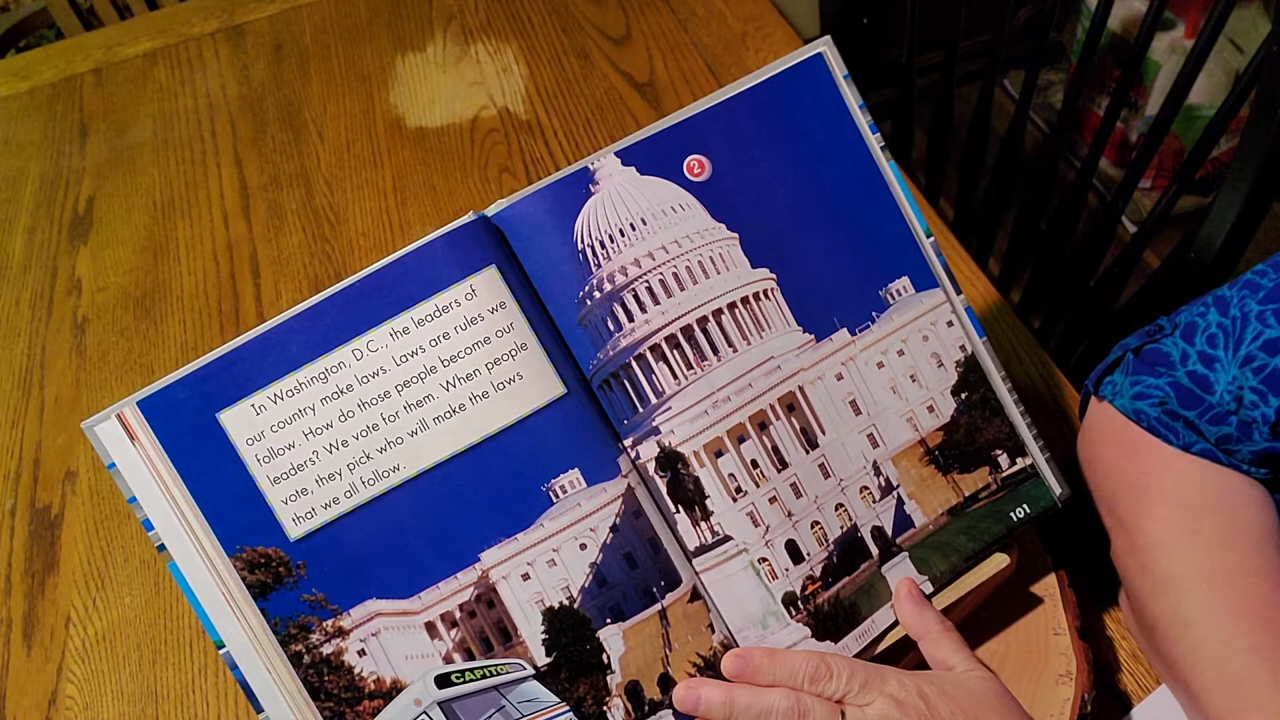 In Washington, D.C., the leaders of
our country make laws. Laws are rules we
follow. How do those people become our
leaders? We vote for them. When people
vote, they pick who will make the laws
that we all follow.
2
101
CAPITOL